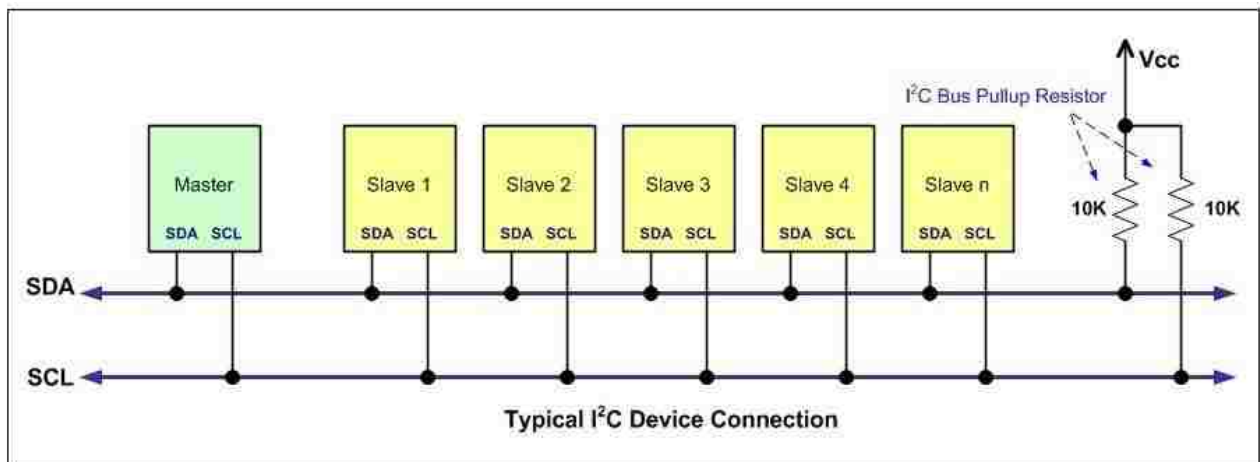 Vcc
I²C Bus Pullup Resistor
Master
Slave 1
Slave 2
Slave 3
Slave 4
Slave n
SDA SCL
SDA SCL
SDA SCL
SDA SCL
SDA SCL
SDA SCL
10K
10K
SDA
SCL
Typical I²C Device Connection